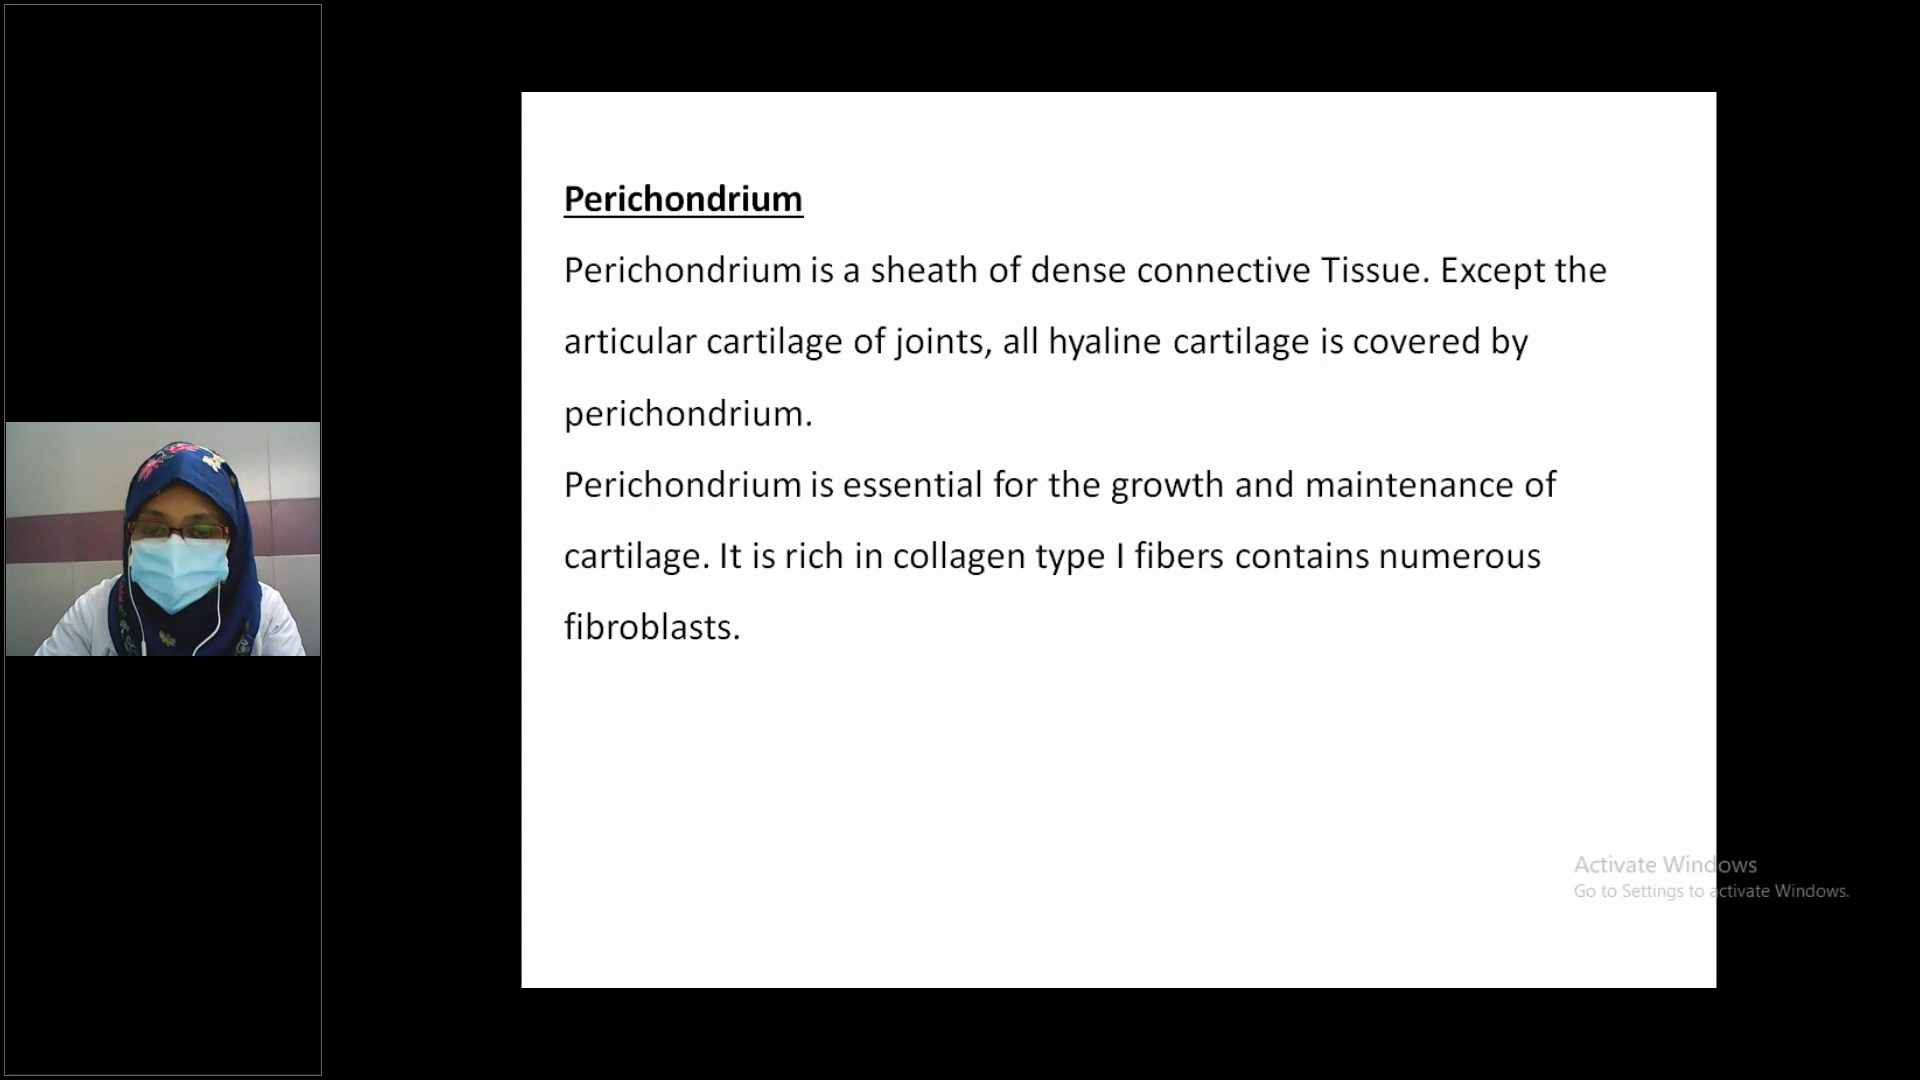 Perichondrium
Perichondrium is a sheath of dense connective Tissue. Except the
articular cartilage of joints, all hyaline cartilage is covered by
perichondrium.
Perichondrium is essential for the growth and maintenance of
cartilage. It is rich in collagen type I fibers contains numerous
fibroblasts.
Activate Windows
Go to Settings to activate Windows.